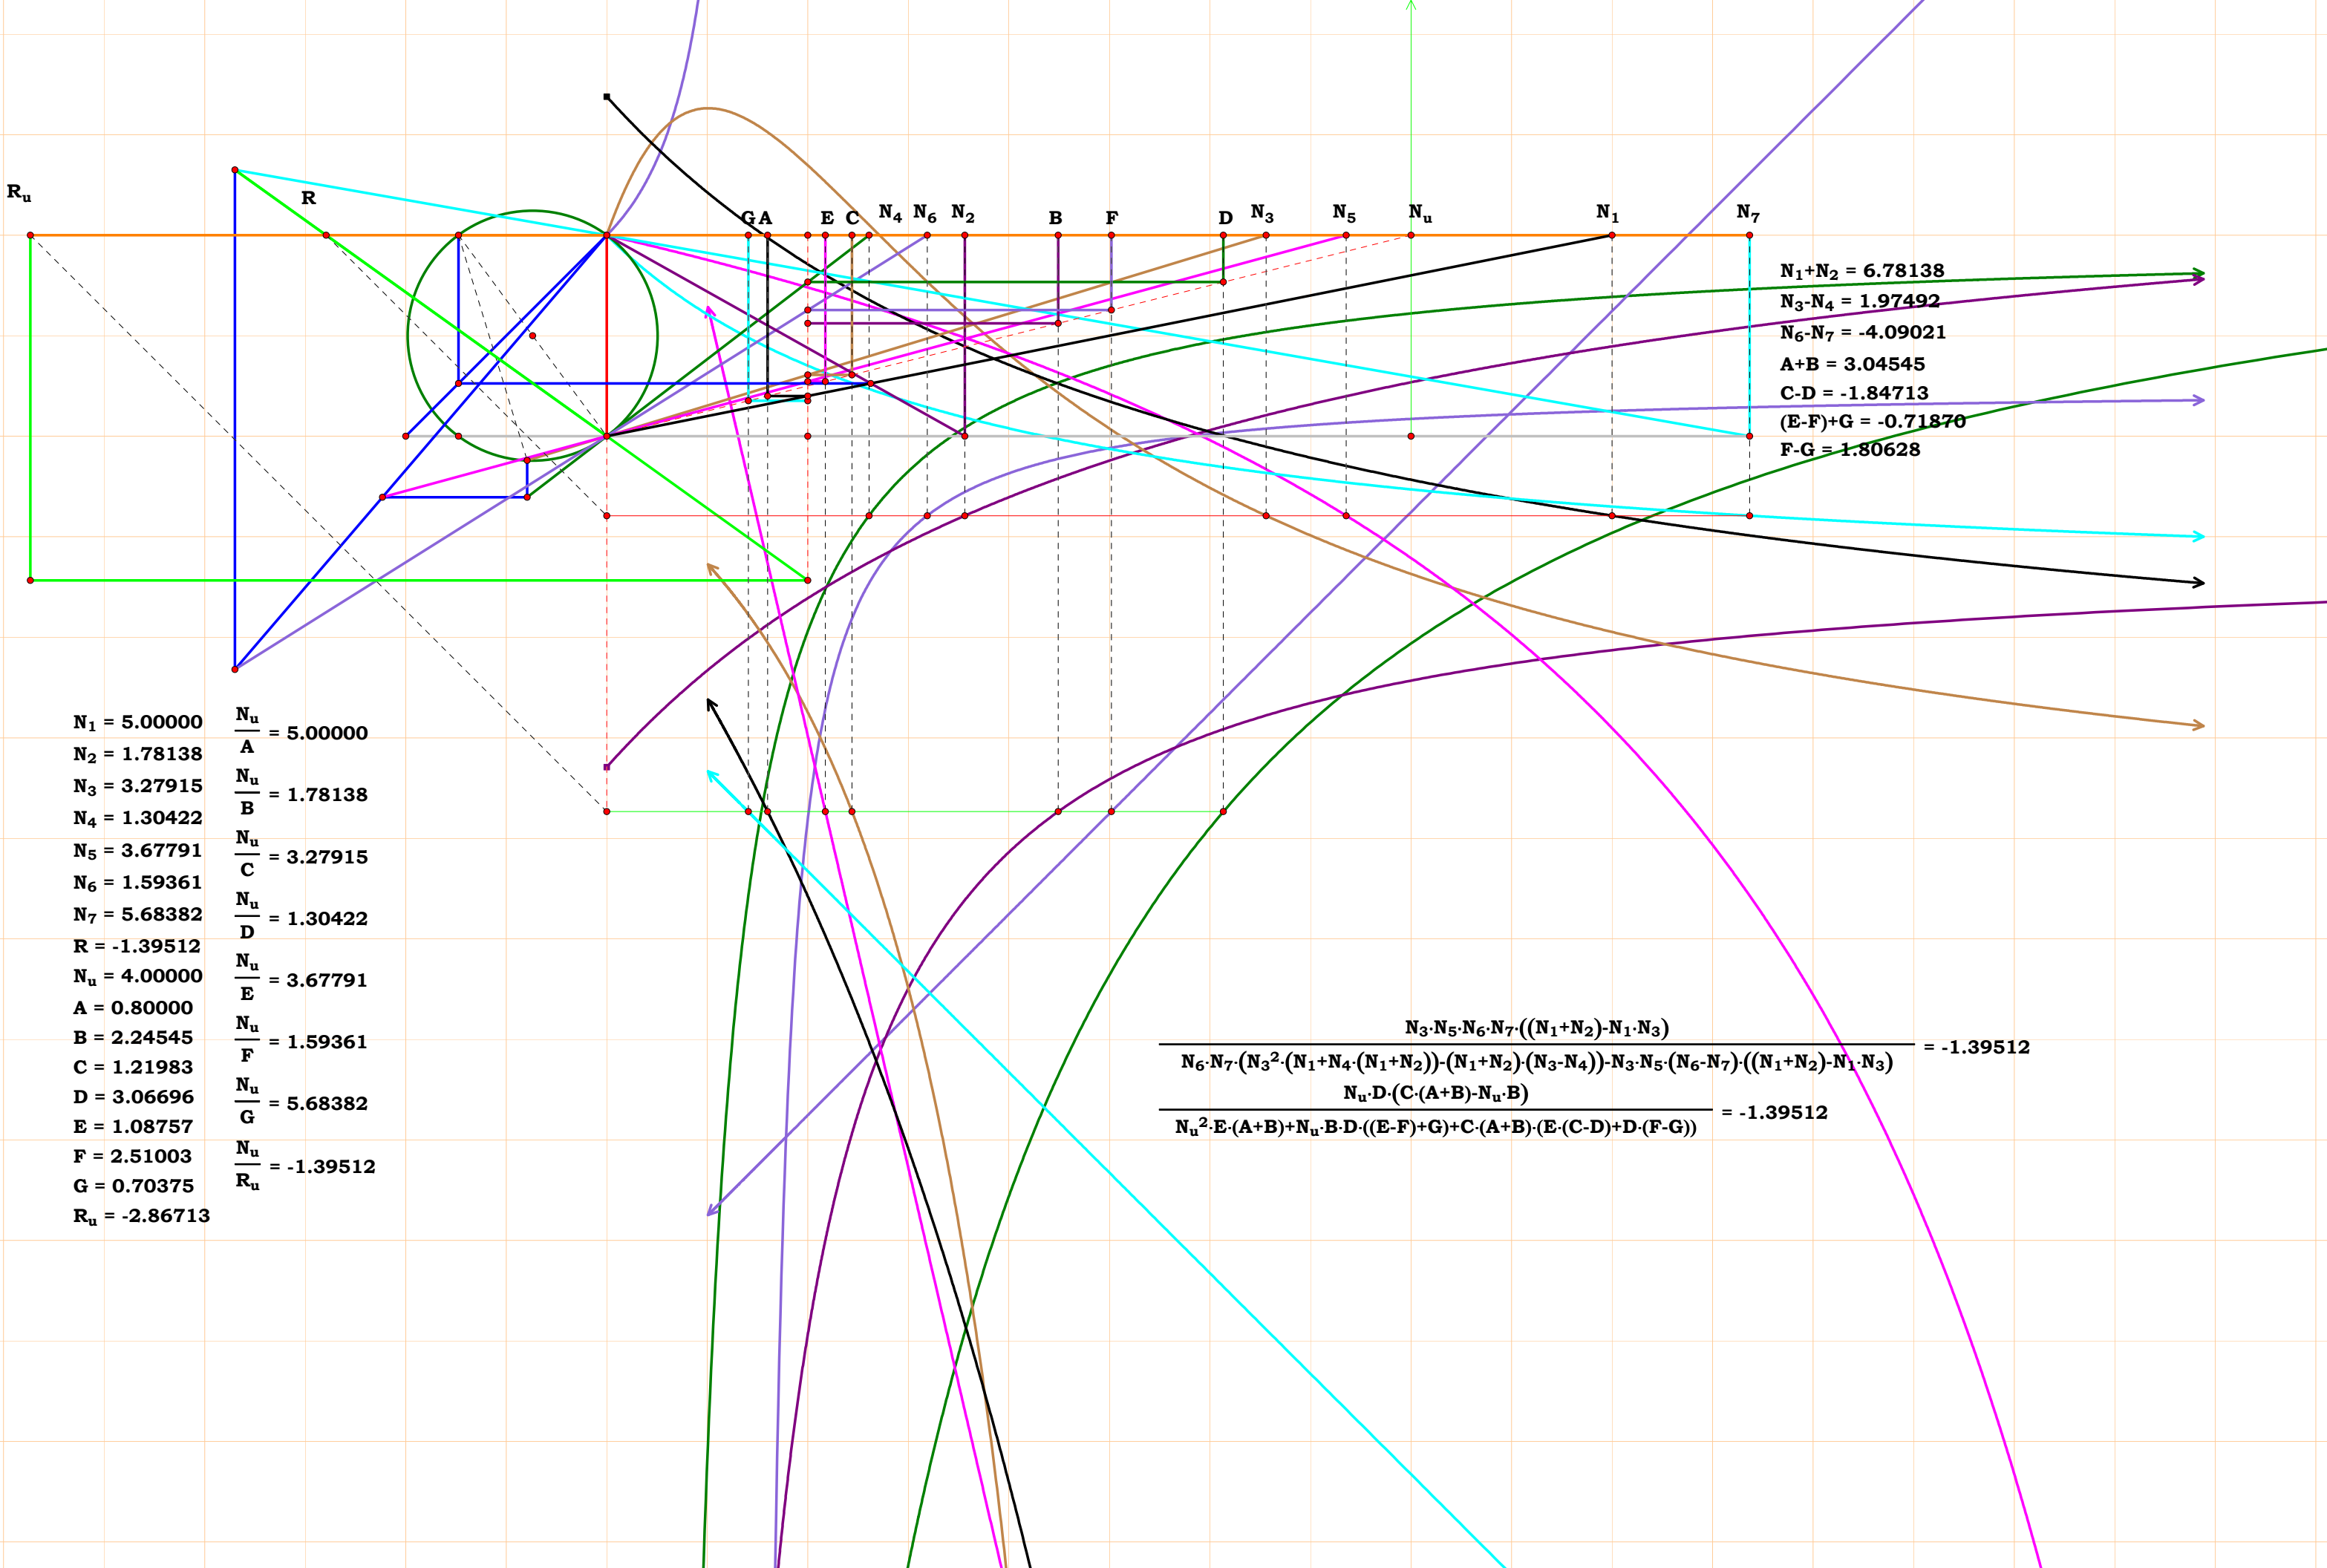 Rᵤ
R
G A E C N₄ N₆ N₂ B F D N₃ N₅ Nᵤ N₁ N₇
N₁+N₂ = 6.78138
N₃-N₄ = 1.97492
N₆-N₇ = -4.09021
A+B = 3.04545
C-D = -1.84713
(E-F)+G = -0.71870
F-G = 1.80628
N₁ = 5.00000
N₂ = 1.78138
N₃ = 3.27915
N₄ = 1.30422
N₅ = 3.67791
N₆ = 1.59361
N₇ = 5.68382
R = -1.39512
Nᵤ = 4.00000
A = 0.80000
B = 2.24545
C = 1.21983
D = 3.06696
E = 1.08757
F = 2.51003
G = 0.70375
Rᵤ = -2.86713
Nᵤ
A
= 5.00000
Nᵤ
B
= 1.78138
Nᵤ
C
= 3.27915
Nᵤ
D
= 1.30422
Nᵤ
E
= 3.67791
Nᵤ
F
= 1.59361
Nᵤ
G
= 5.68382
Nᵤ
Rᵤ
= -1.39512
N₃·N₅·N₆·N₇·((N₁+N₂)-N₁·N₃)
N₆·N₇·(N₃²·(N₁+N₄·(N₁+N₂))-(N₁+N₂)·(N₃-N₄))-N₃·N₅·(N₆-N₇)·((N₁+N₂)-N₁·N₃)
= -1.39512
Nᵤ·D·(C·(A+B)-Nᵤ·B)
Nᵤ²·E·(A+B)+Nᵤ·B·D·((E-F)+G)+C·(A+B)·(E·(C-D)+D·(F-G))
= -1.39512